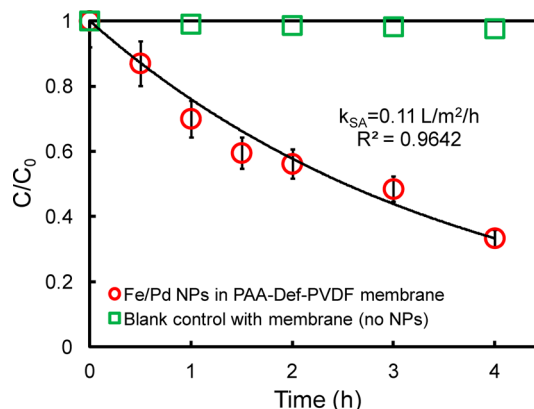 1
0.8
0.6
0.4
0.2
0
C/C₀
k_SA=0.11 L/m²/h
R² = 0.9642
Fe/Pd NPs in PAA-Def-PVDF membrane
Blank control with membrane (no NPs)
0 1 2 3 4
Time (h)